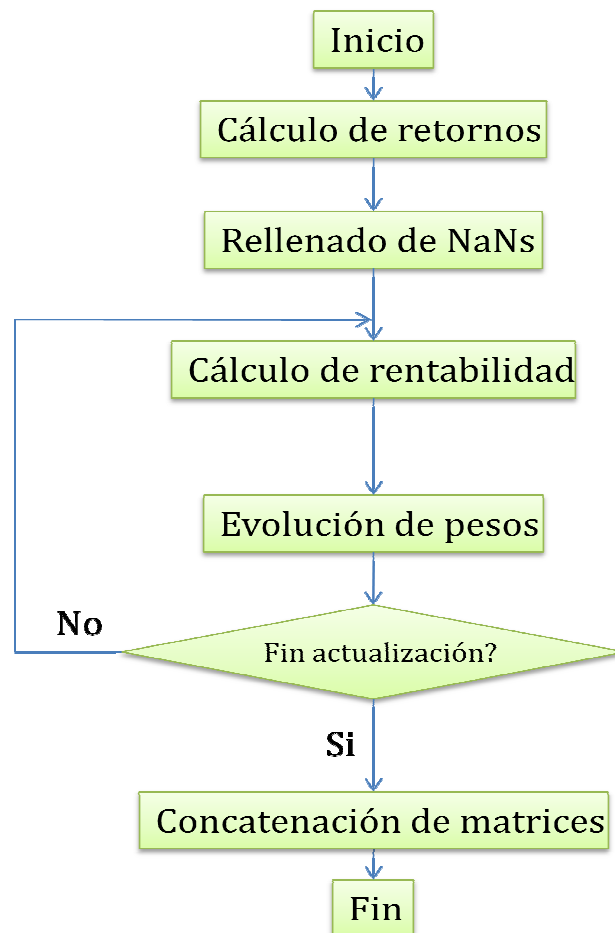 Inicio
Cálculo de retornos
Rellenado de NaNs
Cálculo de rentabilidad
Evolución de pesos
No
Fin actualización?
Si
Concatenación de matrices
Fin